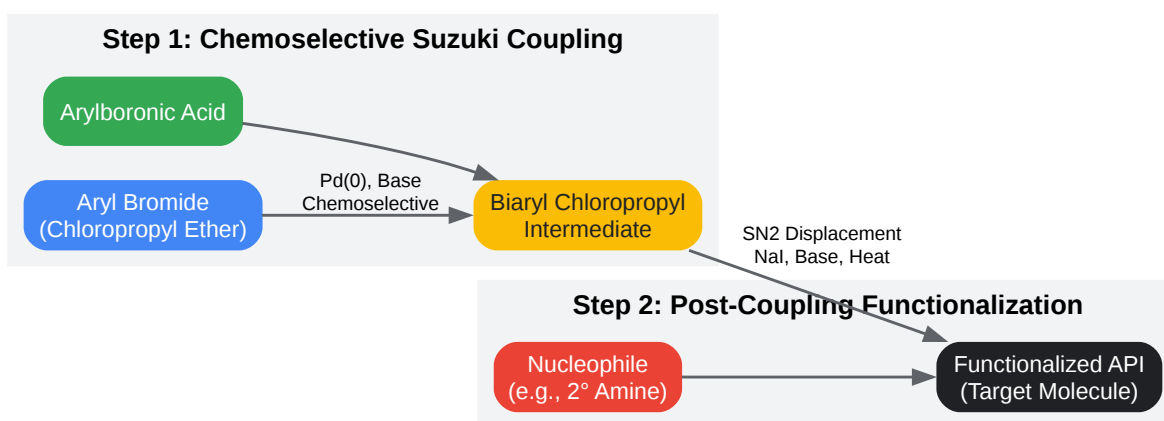 Step 1: Chemoselective Suzuki Coupling
Arylboronic Acid
Aryl Bromide
(Chloropropyl Ether)
Pd(0), Base
Chemoselective
Biaryl Chloropropyl
Intermediate
SN2 Displacement
NaI, Base, Heat
Step 2: Post-Coupling Functionalization
Nucleophile
(e.g., 2° Amine)
Functionalized API
(Target Molecule)